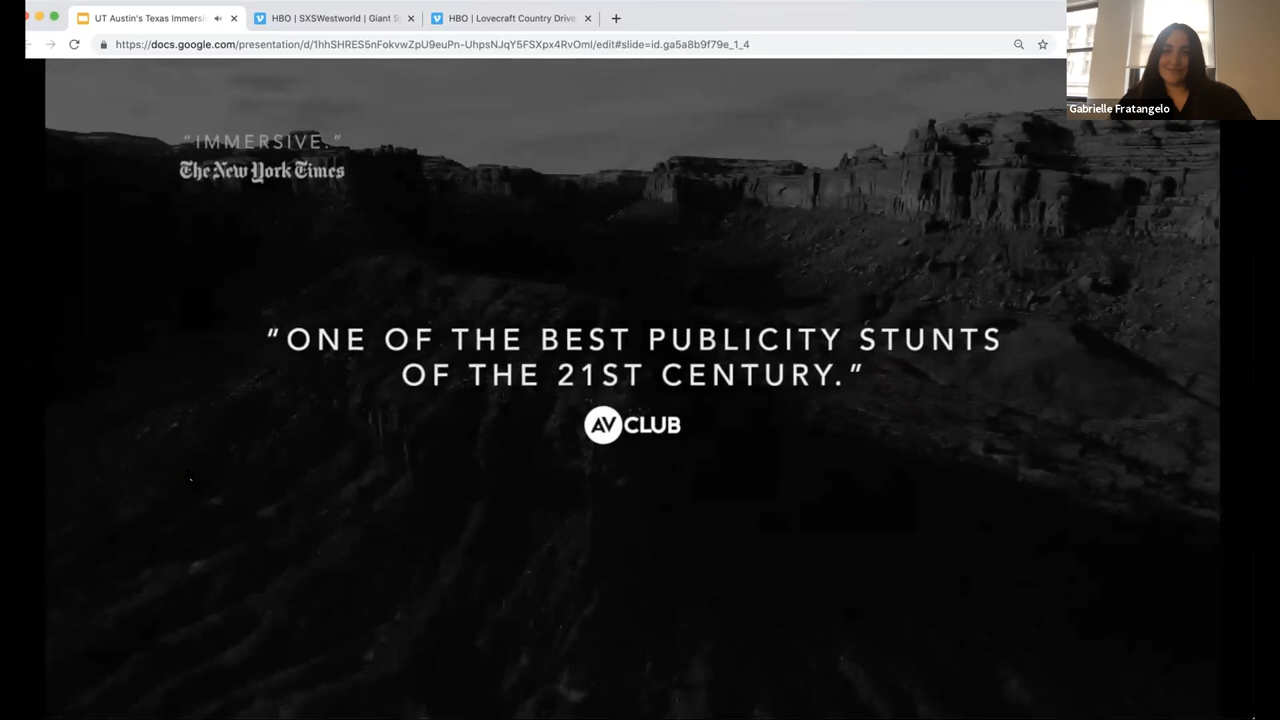 UT Austin's Texas Immersi
HBO | SXSWestworld | Giant S
HBO | Lovecraft Country Drive
https://docs.google.com/presentation/d/1hhSHRES5nFokvwZpU9euPn-UhpsNJqY5FSXpx4RvOmI/edit#slide=id.ga5a8b9f79e_1_4
Gabrielle Fratangelo
“IMMERSIVE.”
The New York Times
“ONE OF THE BEST PUBLICITY STUNTS
OF THE 21ST CENTURY.”
AV CLUB